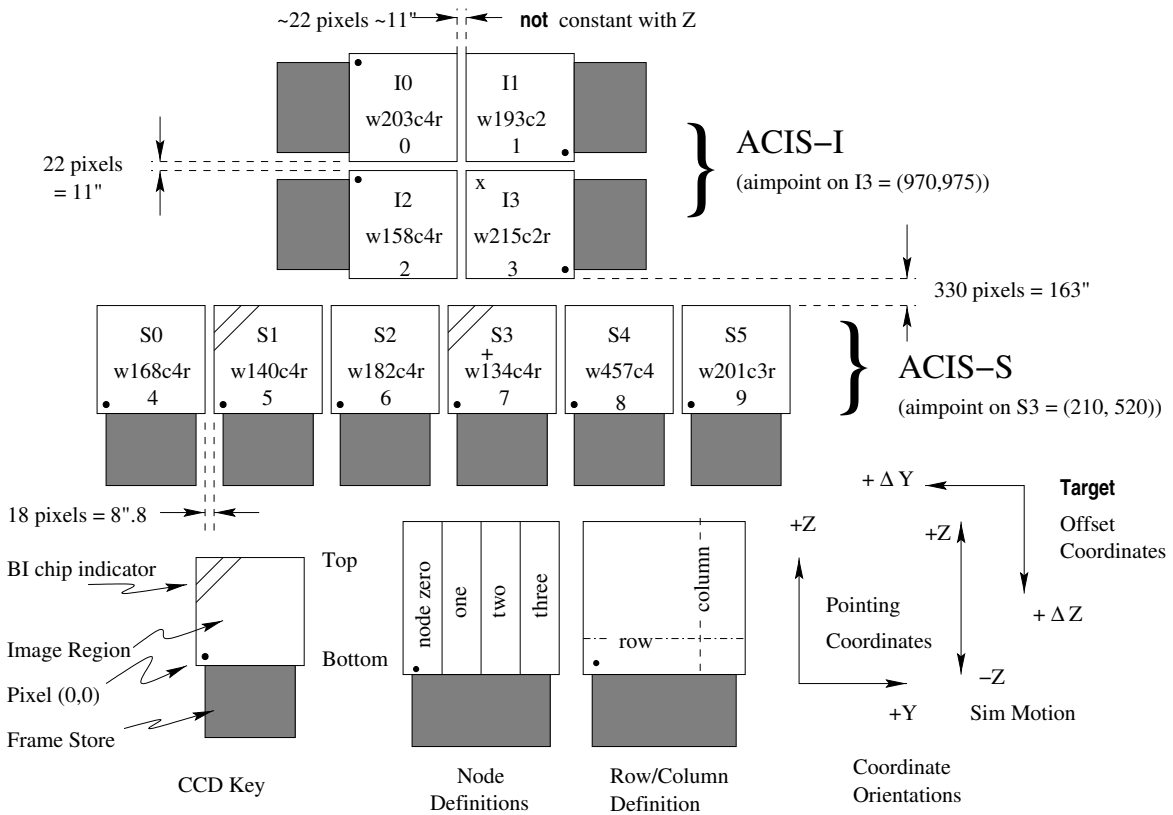 ~22 pixels ~11" not constant with Z
I0
w203c4r
0
I1
w193c2
1
22 pixels
= 11"
I2
w158c4r
2
x
I3
w215c2r
3
ACIS−I
(aimpoint on I3 = (970,975))
330 pixels = 163"
S0
w168c4r
4
S1
w140c4r
5
S2
w182c4r
6
S3
+
w134c4r
7
S4
w457c4
8
S5
w201c3r
9
ACIS−S
(aimpoint on S3 = (210, 520))
18 pixels = 8".8
BI chip indicator
Image Region
Pixel (0,0)
Frame Store
Top
Bottom
CCD Key
node zero
one
two
three
Node
Definitions
column
row
Row/Column
Definition
+ Δ Y
Target
Offset
Coordinates
+ Δ Z
+Z
Pointing
Coordinates
+Y
+Z
−Z
Sim Motion
Coordinate
Orientations